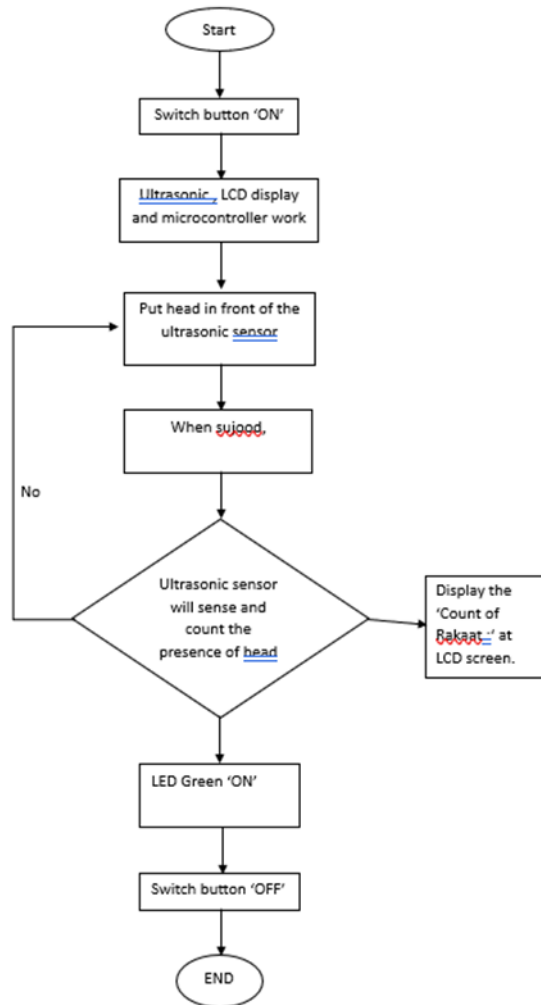 Start
Switch button ‘ON’
Ultrasonic , LCD display
and microcontroller work
Put head in front of the
ultrasonic sensor
When sujood,
No
Ultrasonic sensor
will sense and
count the
presence of head
Display the
‘Count of
Rakaat :‘ at
LCD screen.
LED Green ‘ON’
Switch button ‘OFF’
END